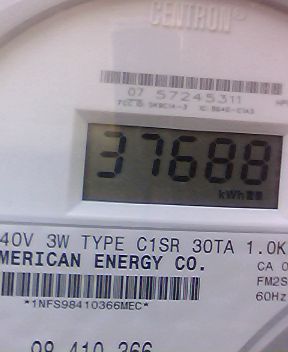 CENTRON®
07 57245311
37688
kWh
40V 3W TYPE C1SR 30TA 1.0K
MERICAN ENERGY CO.
CA 0
FM2S
60Hz
*1NFS98410366MEC*
98 410 366